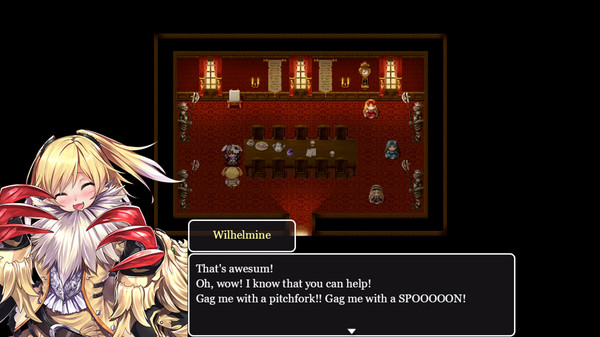 Wilhelmine
That's awesum!
Oh, wow! I know that you can help!
Gag me with a pitchfork!! Gag me with a SPOOOOON!